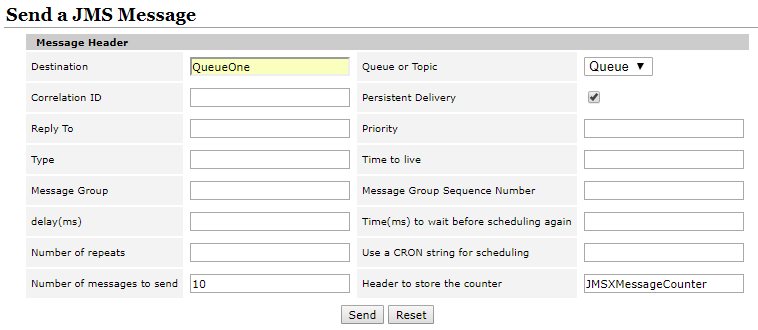 Send a JMS Message
Message Header
Destination QueueOne Queue or Topic Queue ▼
Correlation ID Persistent Delivery
Reply To Priority
Type Time to live
Message Group Message Group Sequence Number
delay(ms) Time(ms) to wait before scheduling again
Number of repeats Use a CRON string for scheduling
Number of messages to send 10 Header to store the counter JMSXMessageCounter
Send Reset